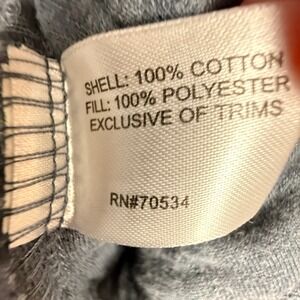 SHELL: 100% COTTON
FILL: 100% POLYESTER
EXCLUSIVE OF TRIMS
RN#70534